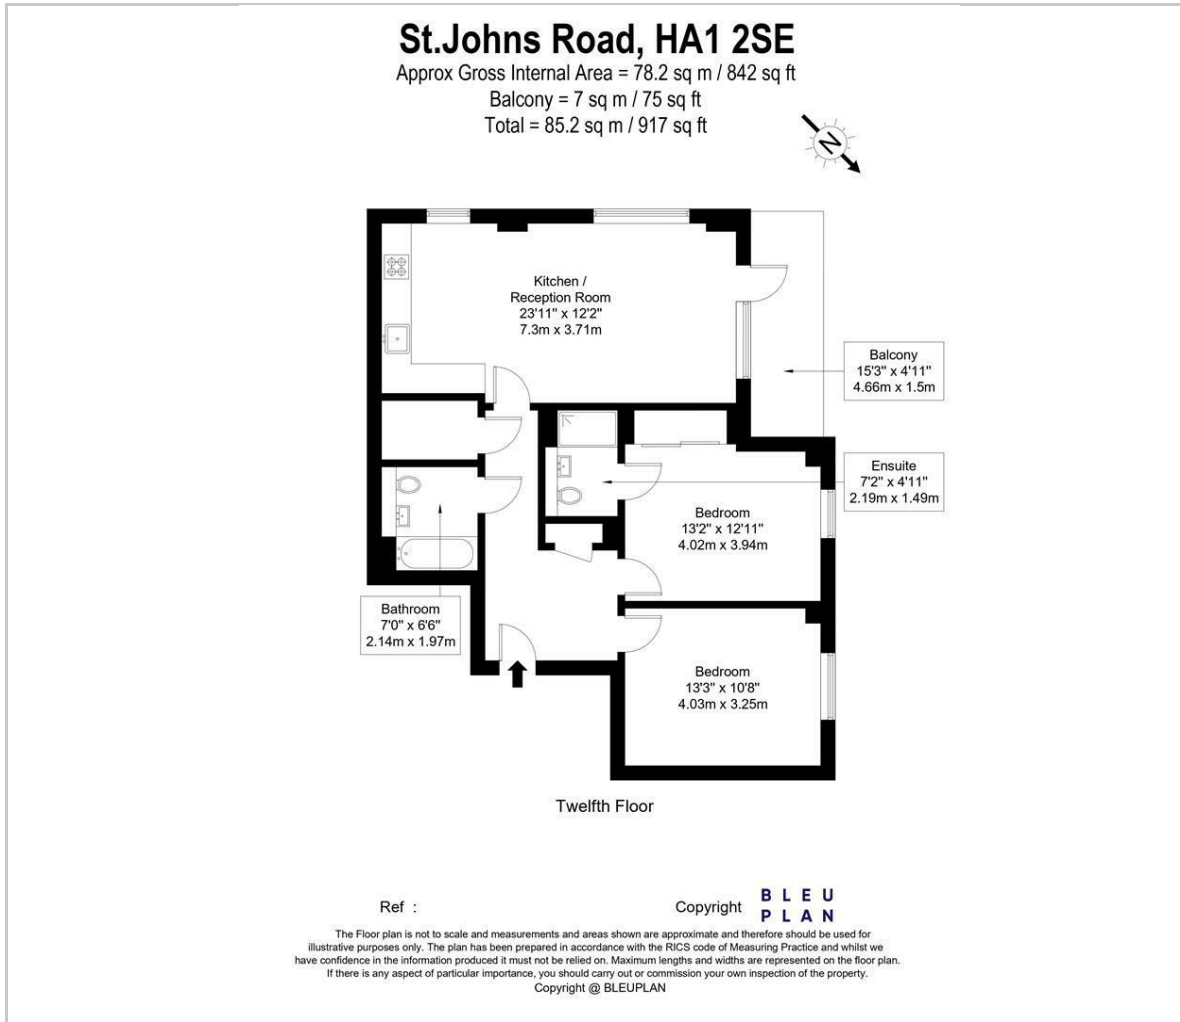 St.Johns Road, HA1 2SE
Approx Gross Internal Area = 78.2 sq m / 842 sq ft
Balcony = 7 sq m / 75 sq ft
Total = 85.2 sq m / 917 sq ft
N
Kitchen /
Reception Room
23'11" x 12'2"
7.3m x 3.71m
Balcony
15'3" x 4'11"
4.66m x 1.5m
Ensuite
7'2" x 4'11"
2.19m x 1.49m
Bedroom
13'2" x 12'11"
4.02m x 3.94m
Bathroom
7'0" x 6'6"
2.14m x 1.97m
Bedroom
13'3" x 10'8"
4.03m x 3.25m
Twelfth Floor
Ref :
Copyright
BLEU
PLAN
The Floor plan is not to scale and measurements and areas shown are approximate and therefore should be used for
illustrative purposes only. The plan has been prepared in accordance with the RICS code of Measuring Practice and whilst we
have confidence in the information produced it must not be relied on. Maximum lengths and widths are represented on the floor plan.
If there is any aspect of particular importance, you should carry out or commission your own inspection of the property.
Copyright @ BLEUPLAN